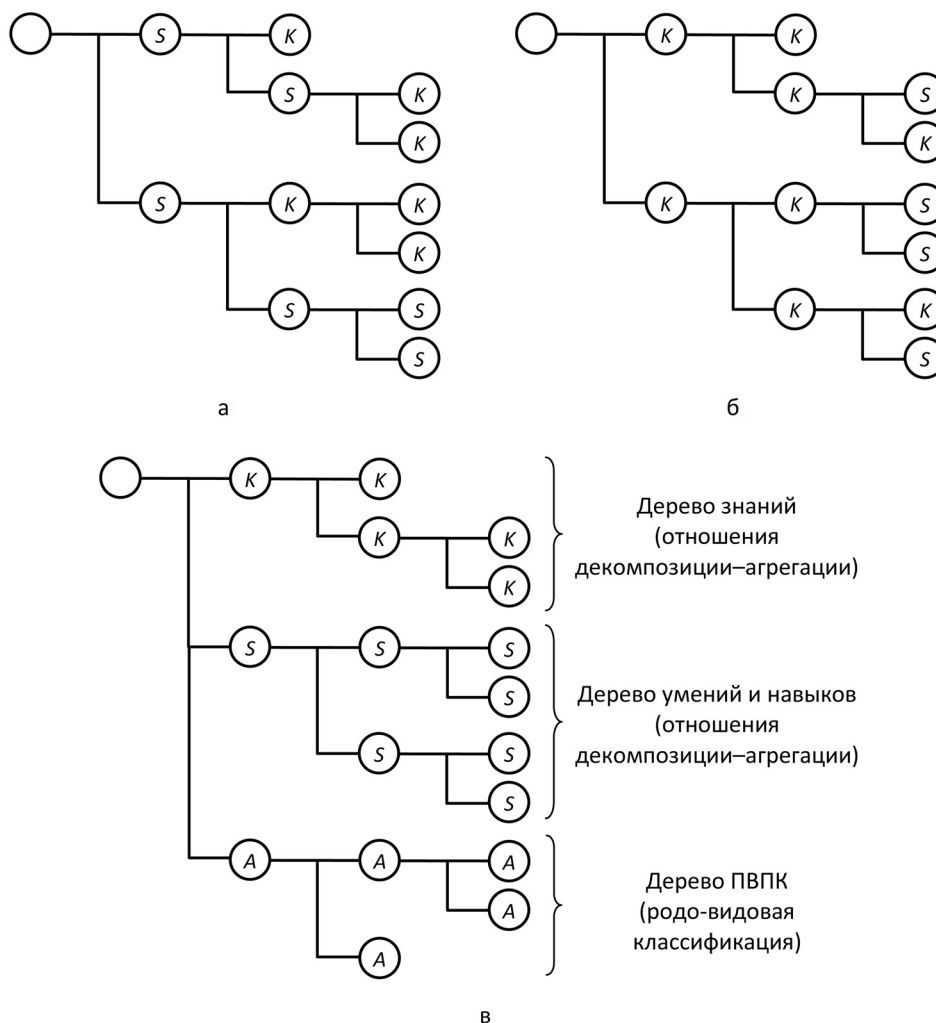 S K
S K
K
S K K
K
S S
S
а
K K
K S
K
K K S
S
K K
S
б
K K
K K
K
S S S
S
S S
S
A A A
A
A
Дерево знаний
(отношения
декомпозиции–агрегации)
Дерево умений и навыков
(отношения
декомпозиции–агрегации)
Дерево ПВПК
(родо-видовая
классификация)
в